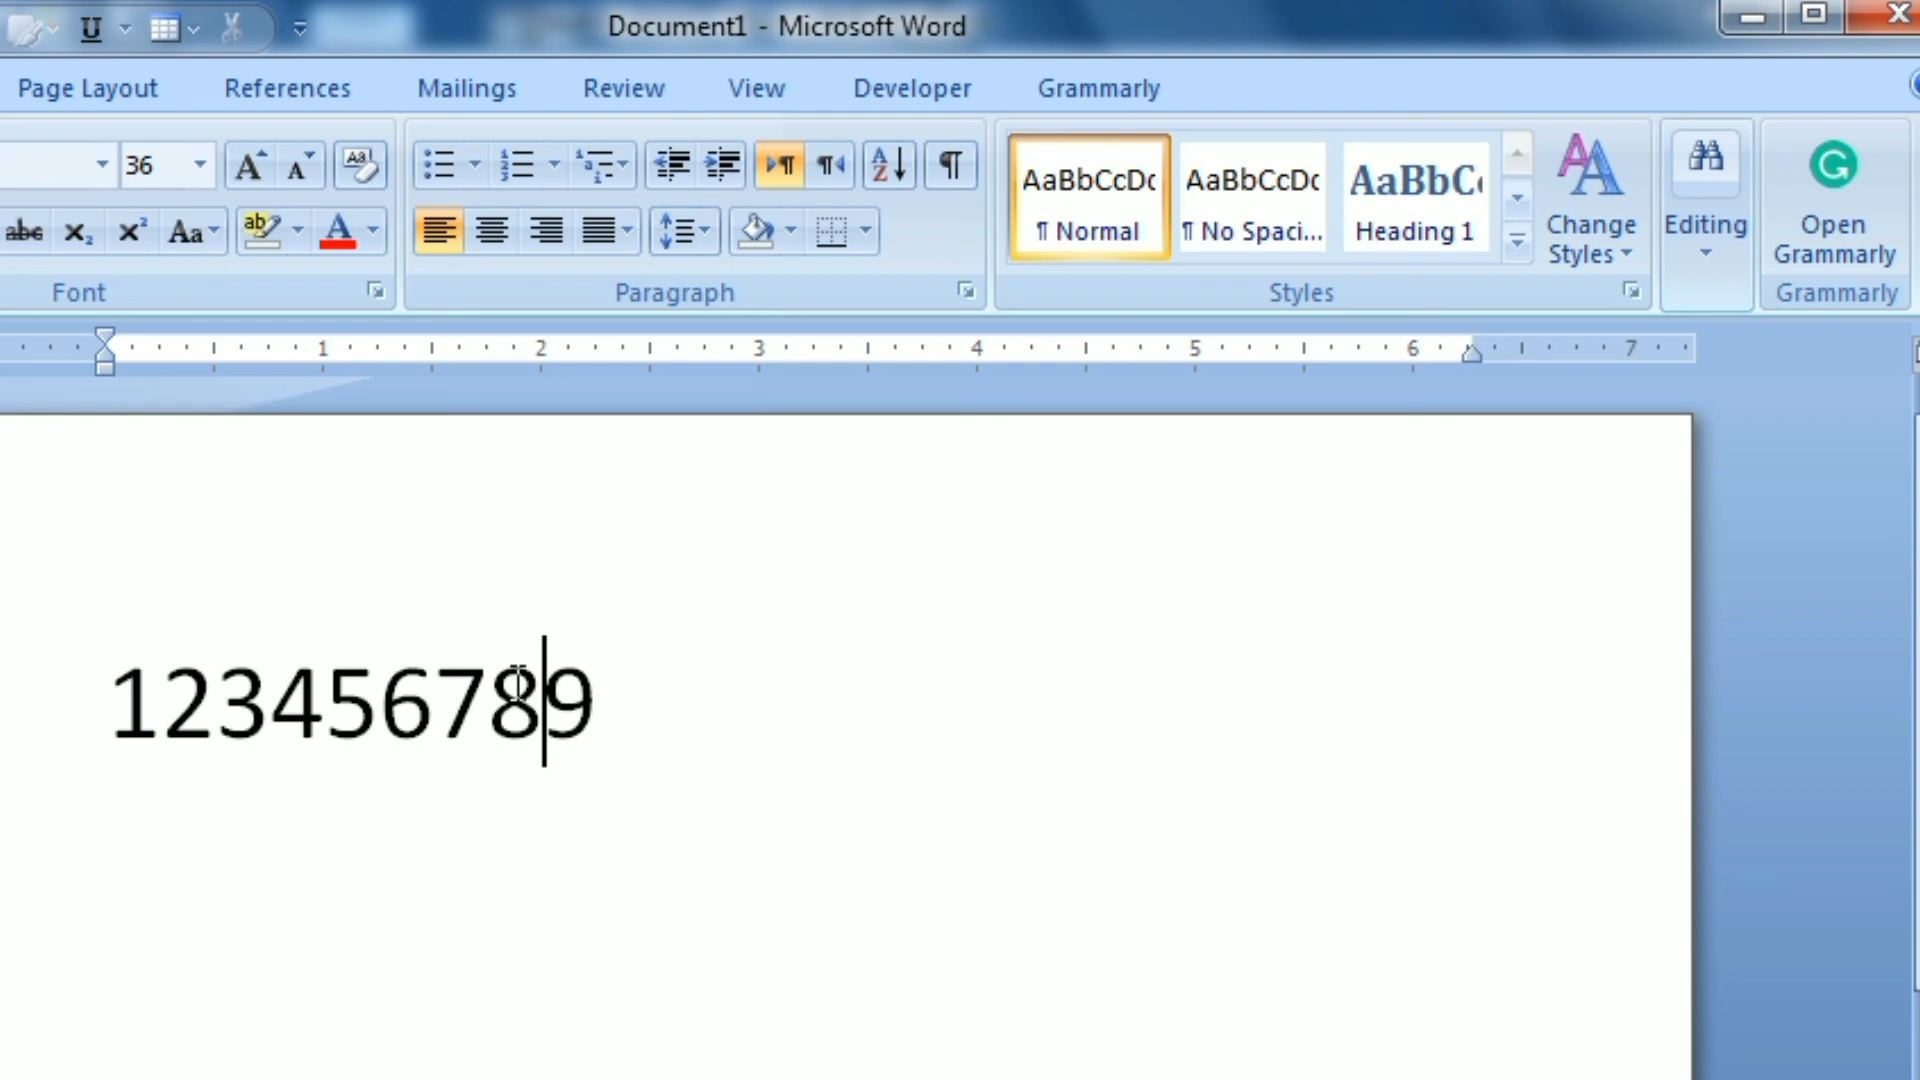 Document1 - Microsoft Word
Page Layout References Mailings Review View Developer Grammarly
36
AaBbCcDc AaBbCcDc AaBbC
¶ Normal ¶ No Spaci... Heading 1
Change Styles
Editing
Open Grammarly
Font Paragraph Styles Grammarly
1 2 3 4 5 6 7
123456789